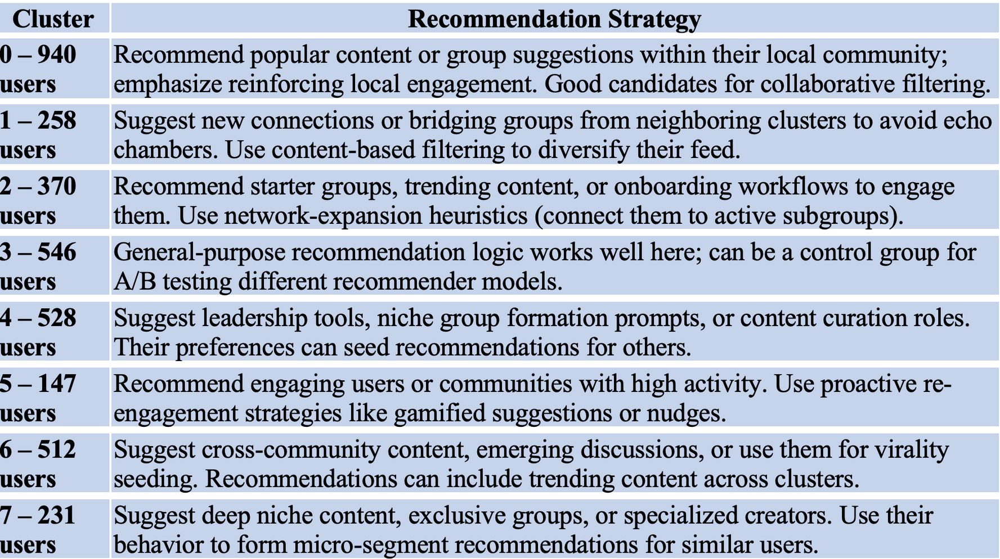 Cluster
Recommendation Strategy
0 – 940
users
Recommend popular content or group suggestions within their local community;
emphasize reinforcing local engagement. Good candidates for collaborative filtering.
1 – 258
users
Suggest new connections or bridging groups from neighboring clusters to avoid echo
chambers. Use content-based filtering to diversify their feed.
2 – 370
users
Recommend starter groups, trending content, or onboarding workflows to engage
them. Use network-expansion heuristics (connect them to active subgroups).
3 – 546
users
General-purpose recommendation logic works well here; can be a control group for
A/B testing different recommender models.
4 – 528
users
Suggest leadership tools, niche group formation prompts, or content curation roles.
Their preferences can seed recommendations for others.
5 – 147
users
Recommend engaging users or communities with high activity. Use proactive re-
engagement strategies like gamified suggestions or nudges.
6 – 512
users
Suggest cross-community content, emerging discussions, or use them for virality
seeding. Recommendations can include trending content across clusters.
7 – 231
users
Suggest deep niche content, exclusive groups, or specialized creators. Use their
behavior to form micro-segment recommendations for similar users.